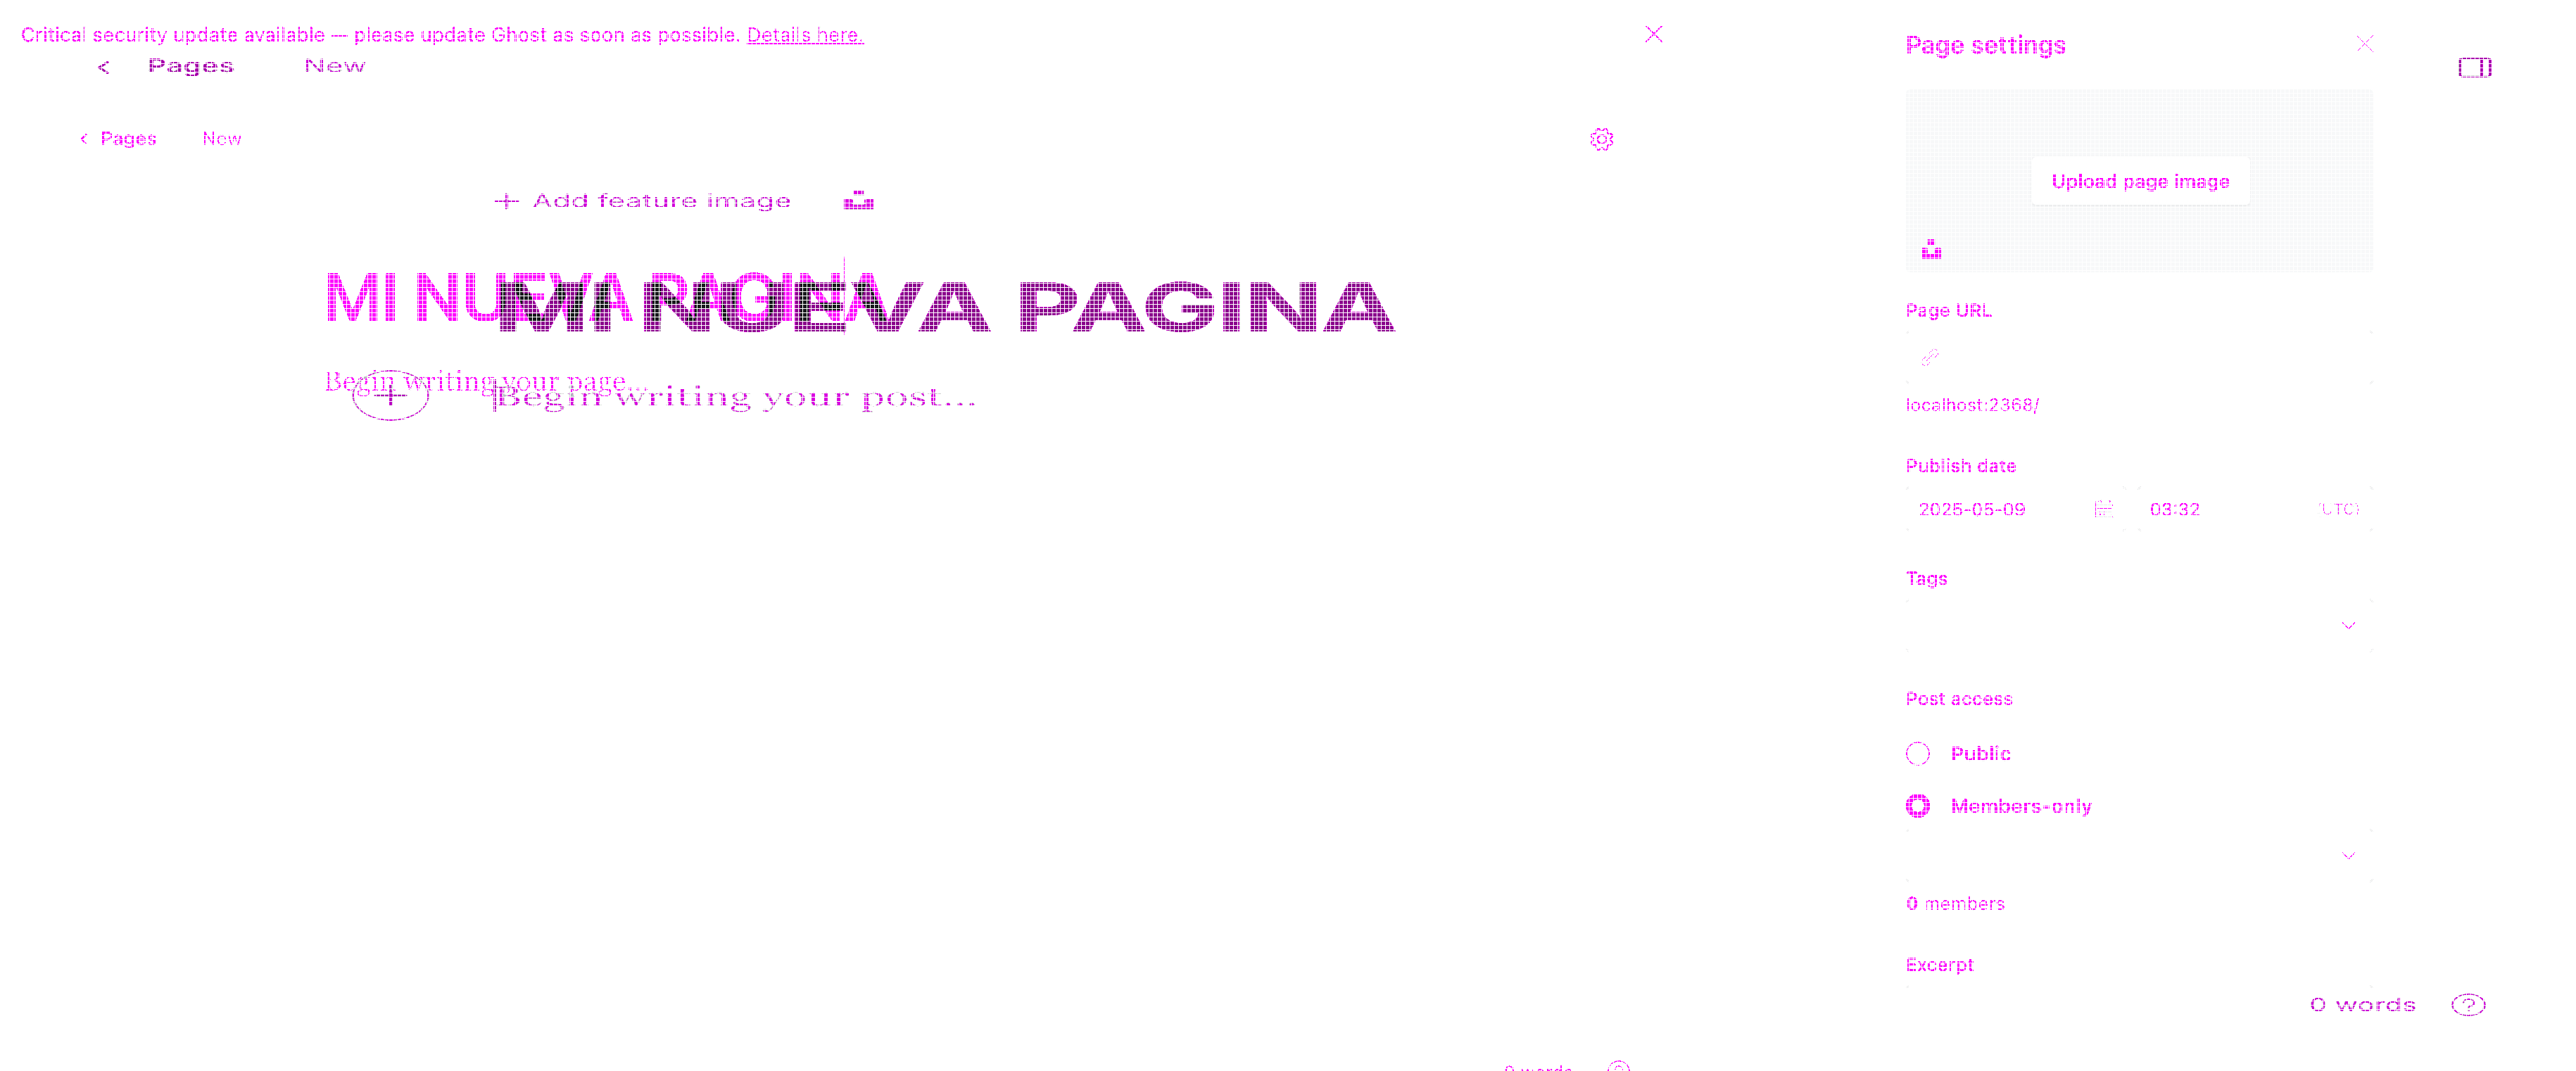 Critical security update available — please update Ghost as soon as possible. Details here.
Pages New
Pages New
+ Add feature image
MI NUEVA PAGINA
MI NUEVA PAGINA
Begin writing your page...
Begin writing your post...
Page settings
Upload page image
Page URL
localhost:2368/
Publish date
2025-05-09 03:32 (UTC)
Tags
Post access
Public
Members-only
0 members
Excerpt
0 words ?
0 words